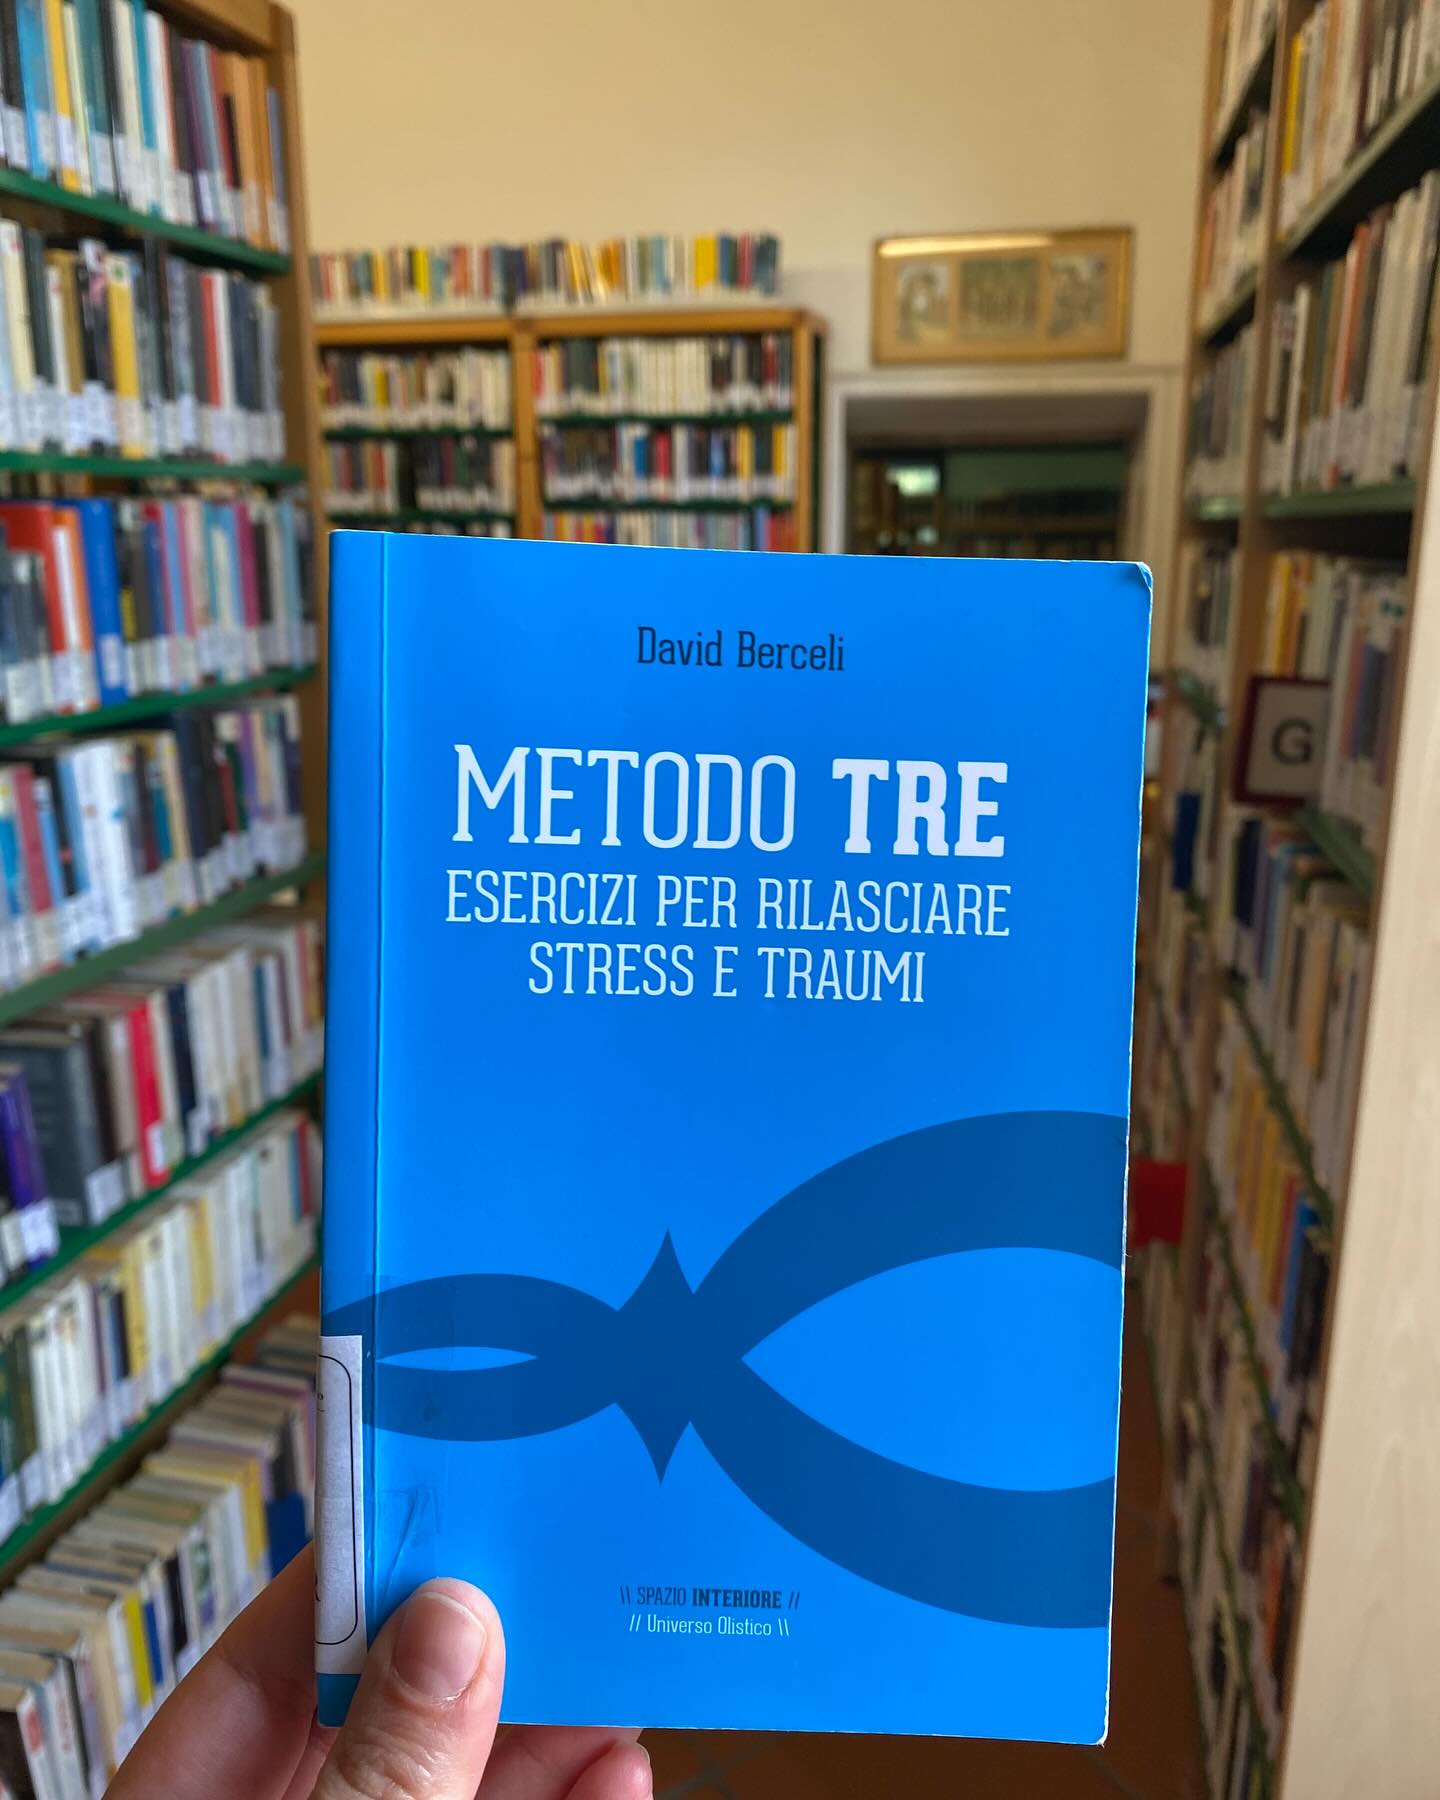 David Berceli
METODO TRE
ESERCIZI PER RILASCIARE
STRESS E TRAUMI
\\ SPAZIO INTERIORE //
// Universo Olistico \\
G